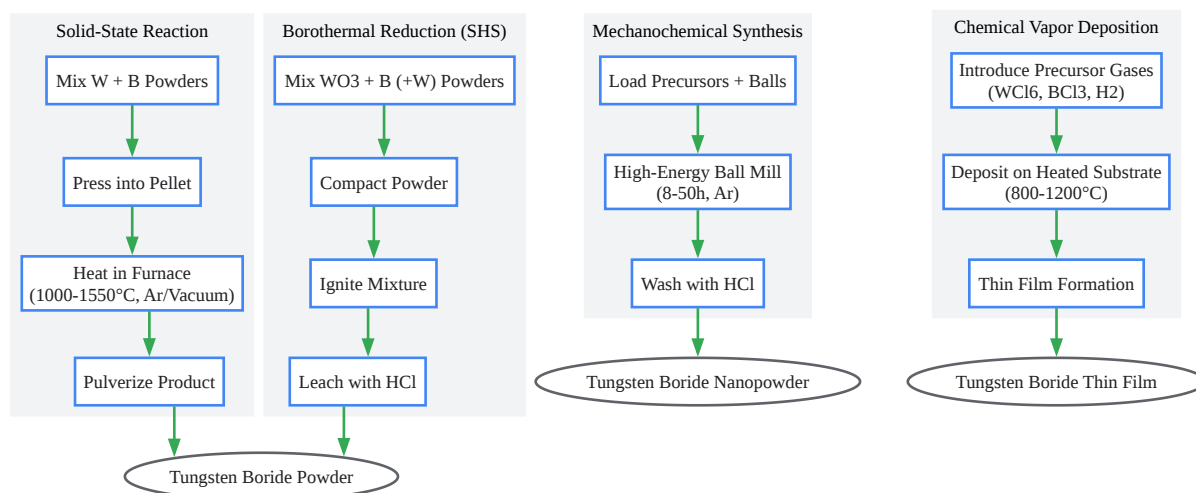 Solid-State Reaction
Mix W + B Powders
Press into Pellet
Heat in Furnace
(1000-1550°C, Ar/Vacuum)
Pulverize Product
Borothermal Reduction (SHS)
Mix WO3 + B (+W) Powders
Compact Powder
Ignite Mixture
Leach with HCl
Tungsten Boride Powder
Mechanochemical Synthesis
Load Precursors + Balls
High-Energy Ball Mill
(8-50h, Ar)
Wash with HCl
Tungsten Boride Nanopowder
Chemical Vapor Deposition
Introduce Precursor Gases
(WCl6, BCl3, H2)
Deposit on Heated Substrate
(800-1200°C)
Thin Film Formation
Tungsten Boride Thin Film